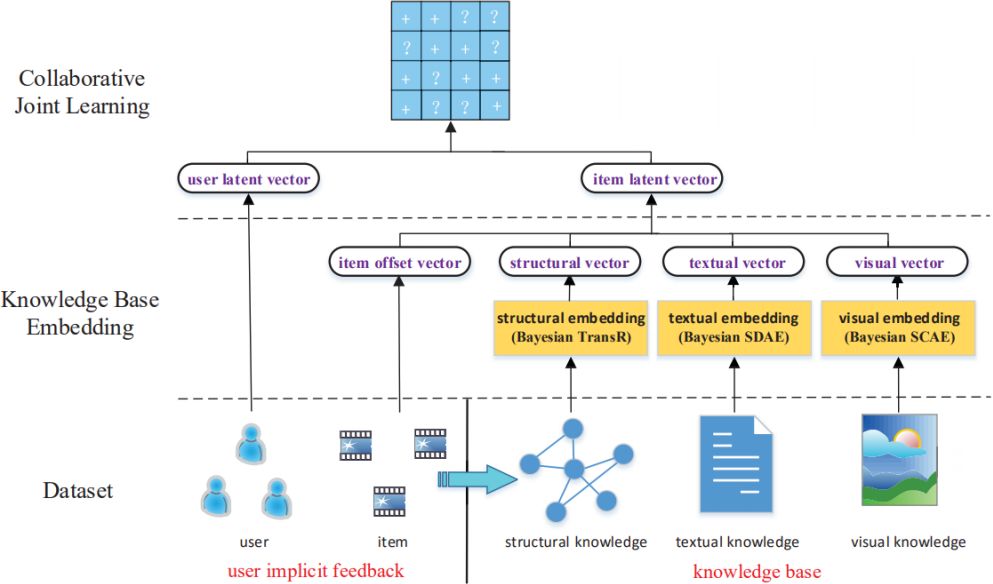 Collaborative
Joint Learning
+ + ? ?
? + + ?
+ ? + +
+ ? ? +
user latent vector
item latent vector
Knowledge Base
Embedding
item offset vector
structural vector
textual vector
visual vector
structural embedding
(Bayesian TransR)
textual embedding
(Bayesian SDAE)
visual embedding
(Bayesian SCAE)
Dataset
user
item
structural knowledge
textual knowledge
visual knowledge
user implicit feedback
knowledge base